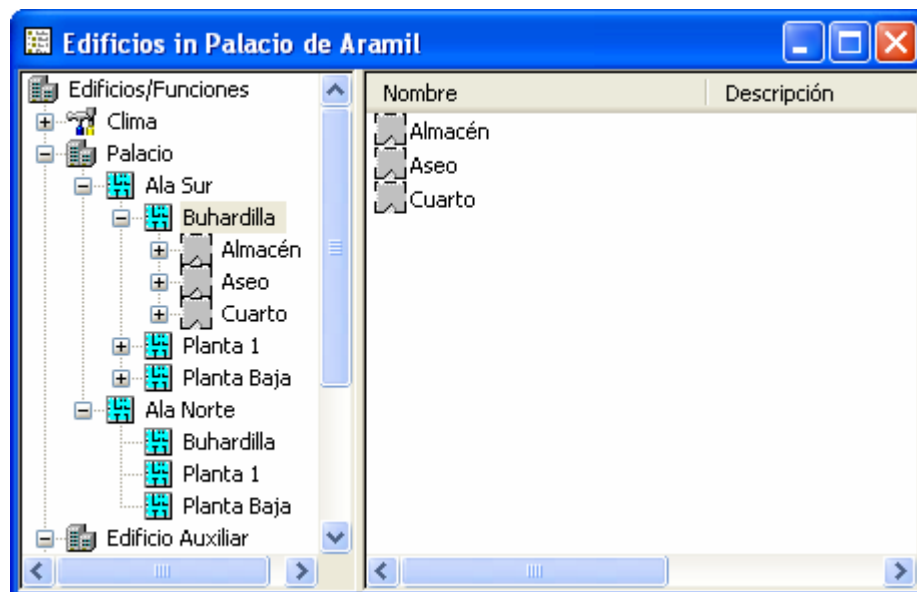 Edificios in Palacio de Aramil
Edificios/Funciones
Clima
Palacio
Ala Sur
Buhardilla
Almacén
Aseo
Cuarto
Planta 1
Planta Baja
Ala Norte
Buhardilla
Planta 1
Planta Baja
Edificio Auxiliar
Nombre Descripción
Almacén
Aseo
Cuarto